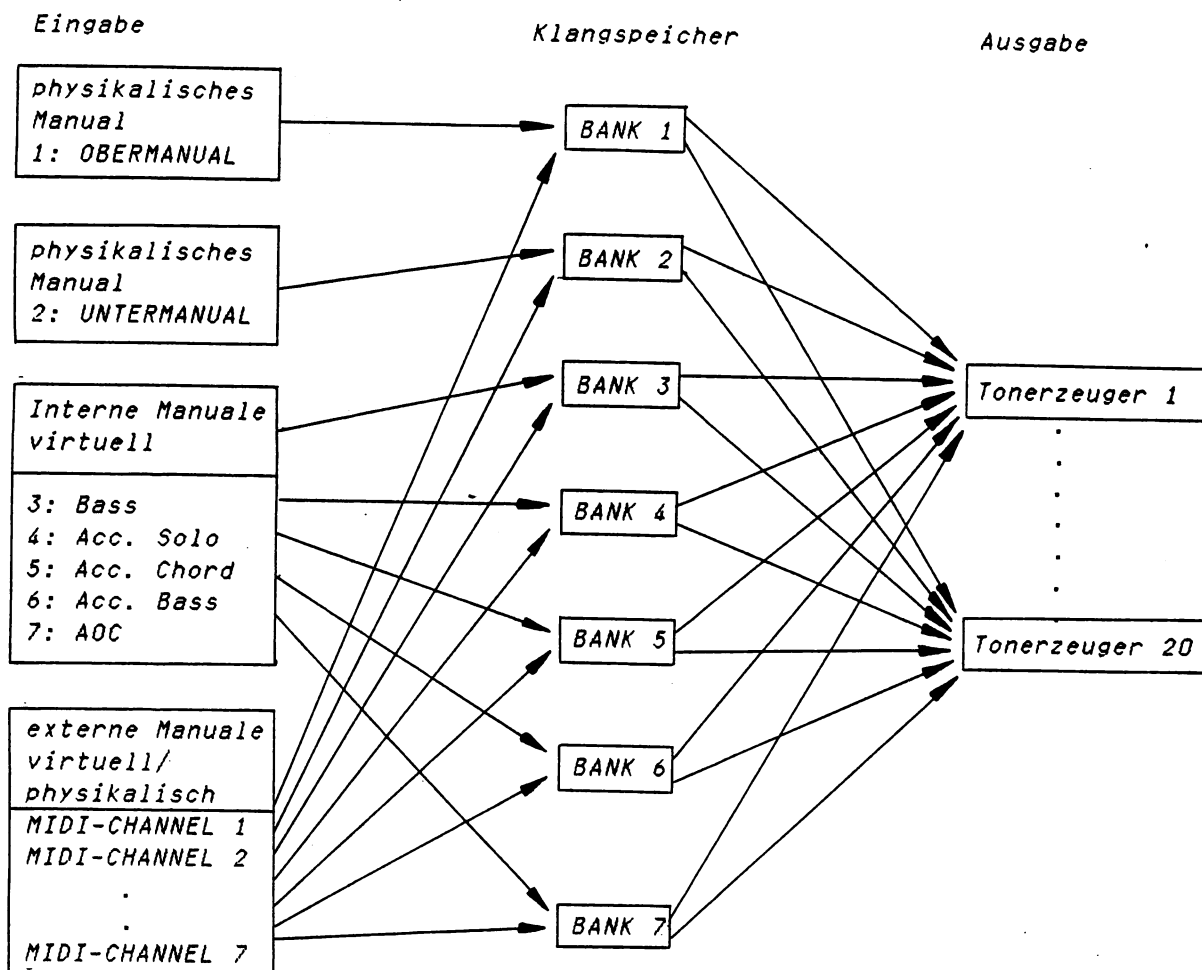 Eingabe
Klangspeicher
Ausgabe
physikalisches
Manual
1: OBERMANUAL
physikalisches
Manual
2: UNTERMANUAL
Interne Manuale
virtuell
3: Bass
4: Acc. Solo
5: Acc. Chord
6: Acc. Bass
7: AOC
externe Manuale
virtuell/
physikalisch
MIDI-CHANNEL 1
MIDI-CHANNEL 2
.
.
MIDI-CHANNEL 7
BANK 1
BANK 2
BANK 3
BANK 4
BANK 5
BANK 6
BANK 7
Tonerzeuger 1
.
.
.
.
.
.
Tonerzeuger 20